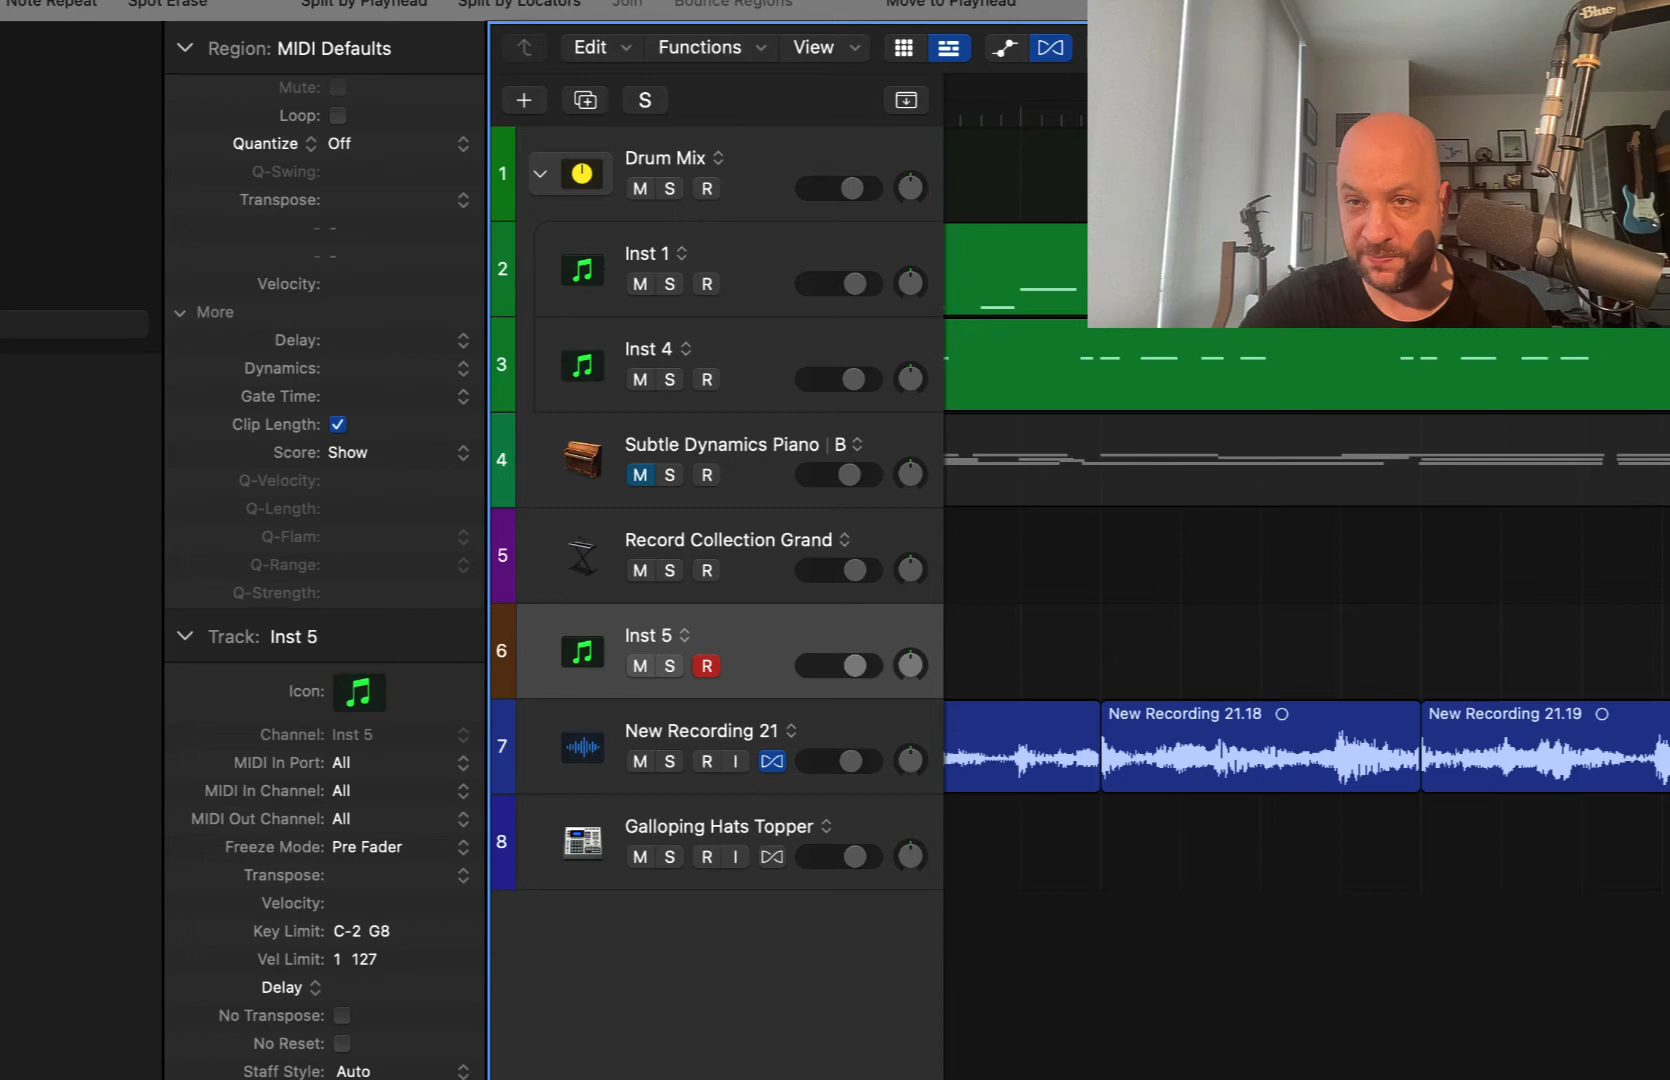 Note Repeat Spot Erase Split by Playhead Split by Locators Join Bounce Regions Move to Playhead
Region: MIDI Defaults
Mute:
Loop:
Quantize Off
Q-Swing:
Transpose:
- -
- -
Velocity:
More
Delay:
Dynamics:
Gate Time:
Clip Length:
Score: Show
Q-Velocity:
Q-Length:
Q-Flam:
Q-Range:
Q-Strength:
Track: Inst 5
Icon:
Channel: Inst 5
MIDI In Port: All
MIDI In Channel: All
MIDI Out Channel: All
Freeze Mode: Pre Fader
Transpose:
Velocity:
Key Limit: C-2 G8
Vel Limit: 1 127
Delay
No Transpose:
No Reset:
Staff Style: Auto
Edit Functions View
S
1 Drum Mix
M S R
2 Inst 1
M S R
3 Inst 4
M S R
4 Subtle Dynamics Piano | B
M S R
5 Record Collection Grand
M S R
6 Inst 5
M S R
7 New Recording 21
M S R I
8 Galloping Hats Topper
M S R I
New Recording 21.18
New Recording 21.19
Blue